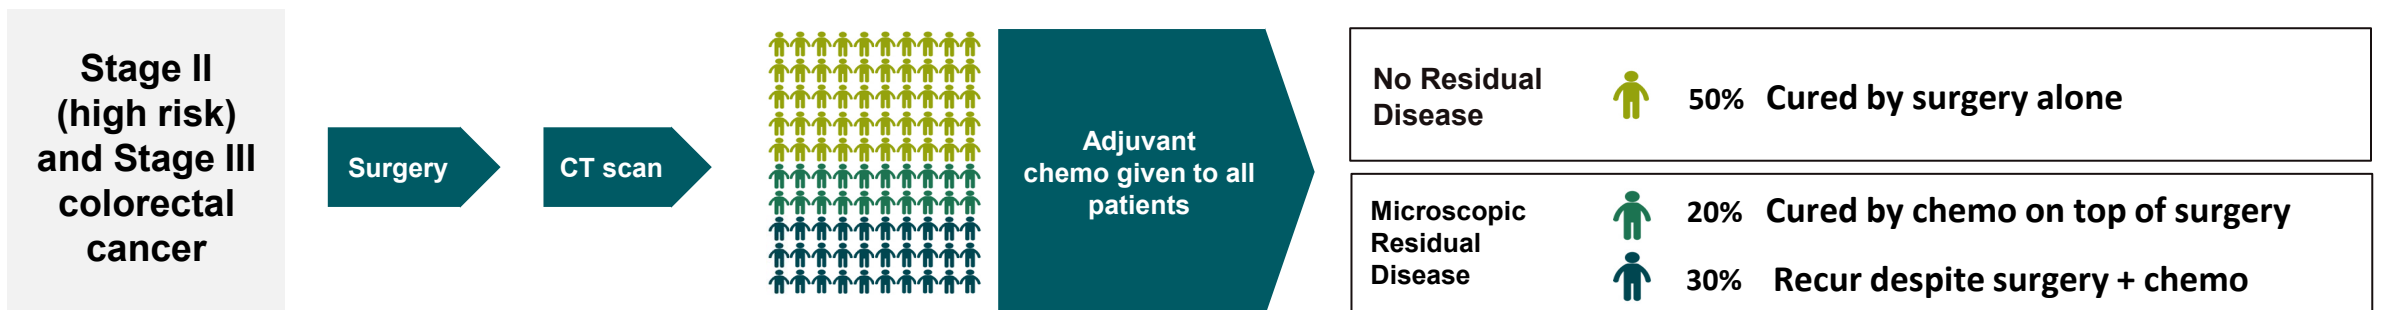 Stage II
(high risk)
and Stage III
colorectal
cancer
Surgery
CT scan
Adjuvant
chemo given to all
patients
No Residual
Disease
50% Cured by surgery alone
Microscopic
Residual
Disease
20% Cured by chemo on top of surgery
30% Recur despite surgery + chemo